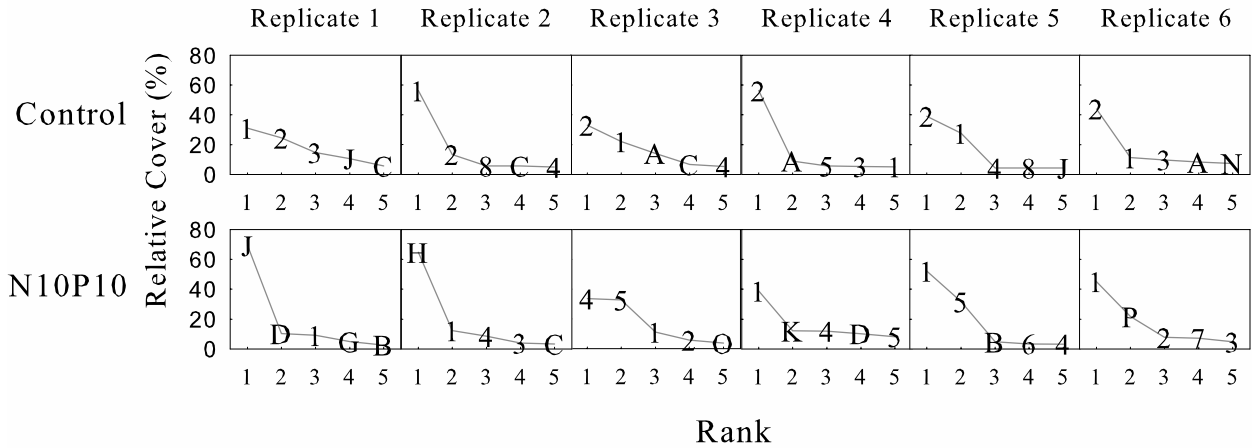 Replicate 1 Replicate 2 Replicate 3 Replicate 4 Replicate 5 Replicate 6
Control
Relative Cover (%)
80
60
40
20
0
1 2 3 J C
1 2 8 C 4
2 1 A C 4
2 A 5 3 1
2 1 4 8 J
2 1 3 A N
1 2 3 4 5 1 2 3 4 5 1 2 3 4 5 1 2 3 4 5 1 2 3 4 5 1 2 3 4 5
N10P10
80
60
40
20
0
J D 1 G B
H 1 4 3 C
4 5 1 2 O
1 K 4 D 5
1 5 B 6 4
1 P 2 7 3
1 2 3 4 5 1 2 3 4 5 1 2 3 4 5 1 2 3 4 5 1 2 3 4 5 1 2 3 4 5
Rank